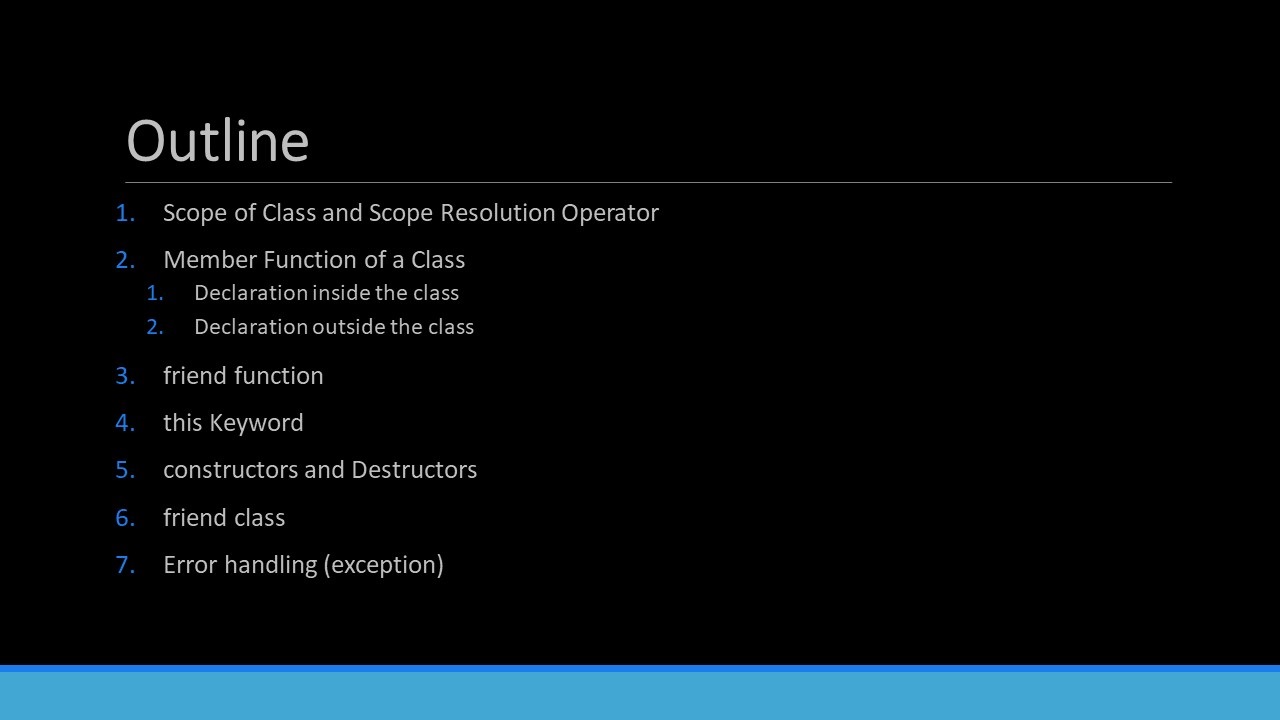 Outline
1. Scope of Class and Scope Resolution Operator
2. Member Function of a Class
1. Declaration inside the class
2. Declaration outside the class
3. friend function
4. this Keyword
5. constructors and Destructors
6. friend class
7. Error handling (exception)